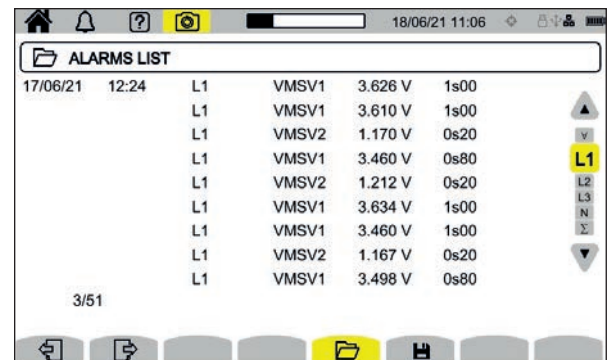 ? 18/06/21 11:06
ALARMS LIST
17/06/21 12:24 L1 VMSV1 3.626 V 1s00
L1 VMSV1 3.610 V 1s00
L1 VMSV2 1.170 V 0s20
L1 VMSV1 3.460 V 0s80
L1 VMSV2 1.212 V 0s20
L1 VMSV1 3.634 V 1s00
L1 VMSV1 3.460 V 1s00
L1 VMSV2 1.167 V 0s20
L1 VMSV1 3.498 V 0s80
∀
L1
L2
L3
N
Σ
3/51